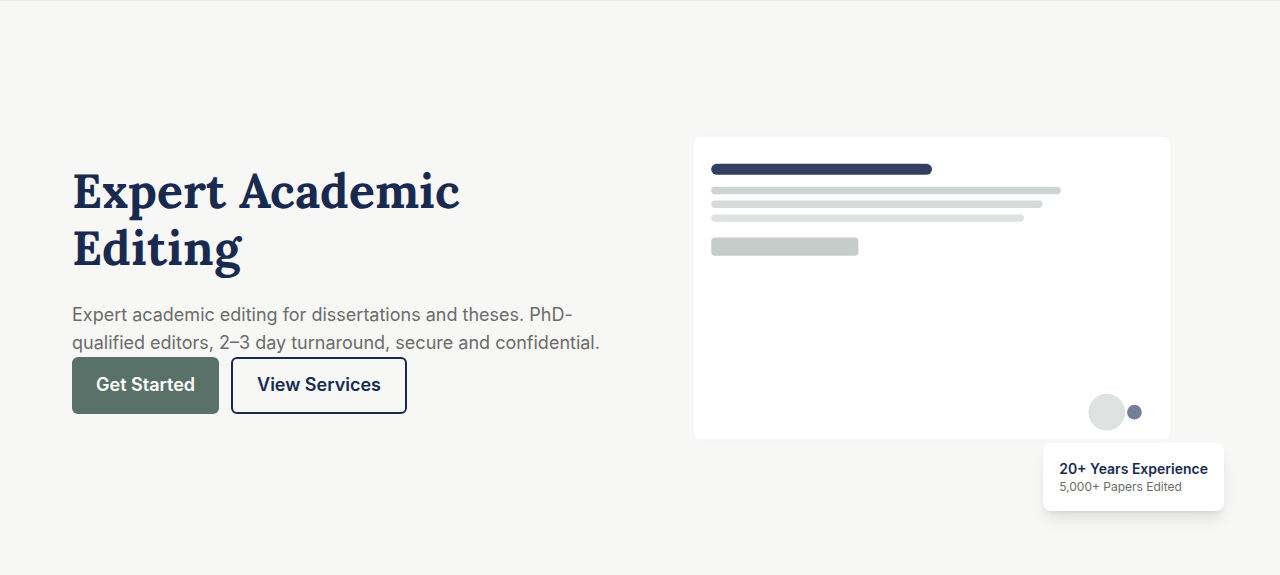 Expert Academic
Editing
Expert academic editing for dissertations and theses. PhD-
qualified editors, 2–3 day turnaround, secure and confidential.
Get Started
View Services
20+ Years Experience
5,000+ Papers Edited